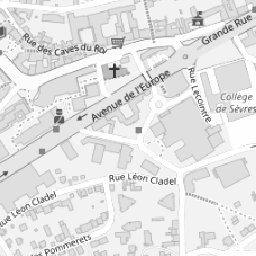 Rue des Caves du Roi
Grande Rue
Avenue de l'Europe
Rue Lecointre
Collège
de Sèvres
Rue Léon Cladel
Rue Léon Cladel
Pommerets